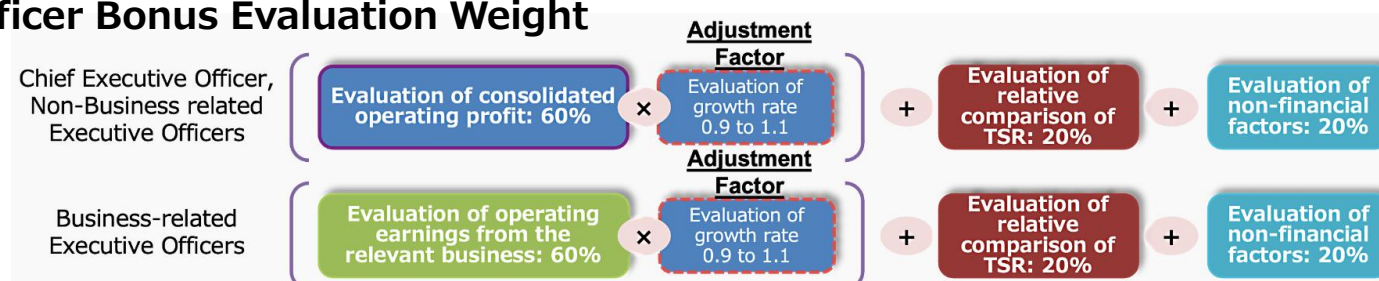 ficer Bonus Evaluation Weight
Adjustment
Factor
Chief Executive Officer,
Non-Business related
Executive Officers
Evaluation of consolidated
operating profit: 60%
×
Evaluation of
growth rate
0.9 to 1.1
+
Evaluation of
relative
comparison of
TSR: 20%
+
Evaluation of
non-financial
factors: 20%
Adjustment
Factor
Business-related
Executive Officers
Evaluation of operating
earnings from the
relevant business: 60%
×
Evaluation of
growth rate
0.9 to 1.1
+
Evaluation of
relative
comparison of
TSR: 20%
+
Evaluation of
non-financial
factors: 20%